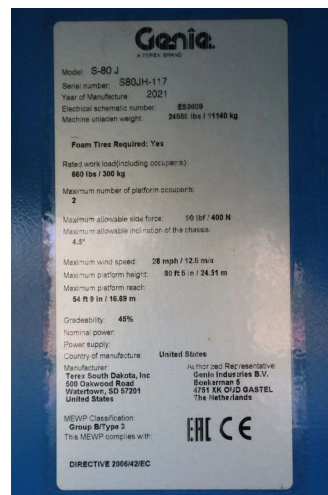 Genie
A TEREX BRAND
Model: S-80 J
Serial number: S80JH-117
Year of Manufacture: 2021
Electrical schematic number:
Machine unladen weight: 11140 kg
Foam Tires Required: Yes
Rated work load(including occupants)
660 lbs / 300 kg
Maximum number of platform occupants
2
Maximum allowable side force: 90 lbf / 400 N
Maximum allowable inclination of the chassis:
4.5°
Maximum wind speed: 28 mph / 12.5 m/s
Maximum platform height: 80 ft 5 in / 24.51 m
Maximum platform reach:
54 ft 9 in / 16.69 m
Gradeability: 45%
Nominal power:
Power supply:
Country of manufacture: United States
Manufacturer:
Terex South Dakota, Inc
500 Oakwood Road
Watertown, SD 57201
United States
Authorized Representative:
Genie Industries B.V.
Boekerman 5
4751 XK OUD GASTEL
The Netherlands
MEWP Classification:
Group B/Type 3
This MEWP complies with:
EAC CE
DIRECTIVE 2006/42/EC